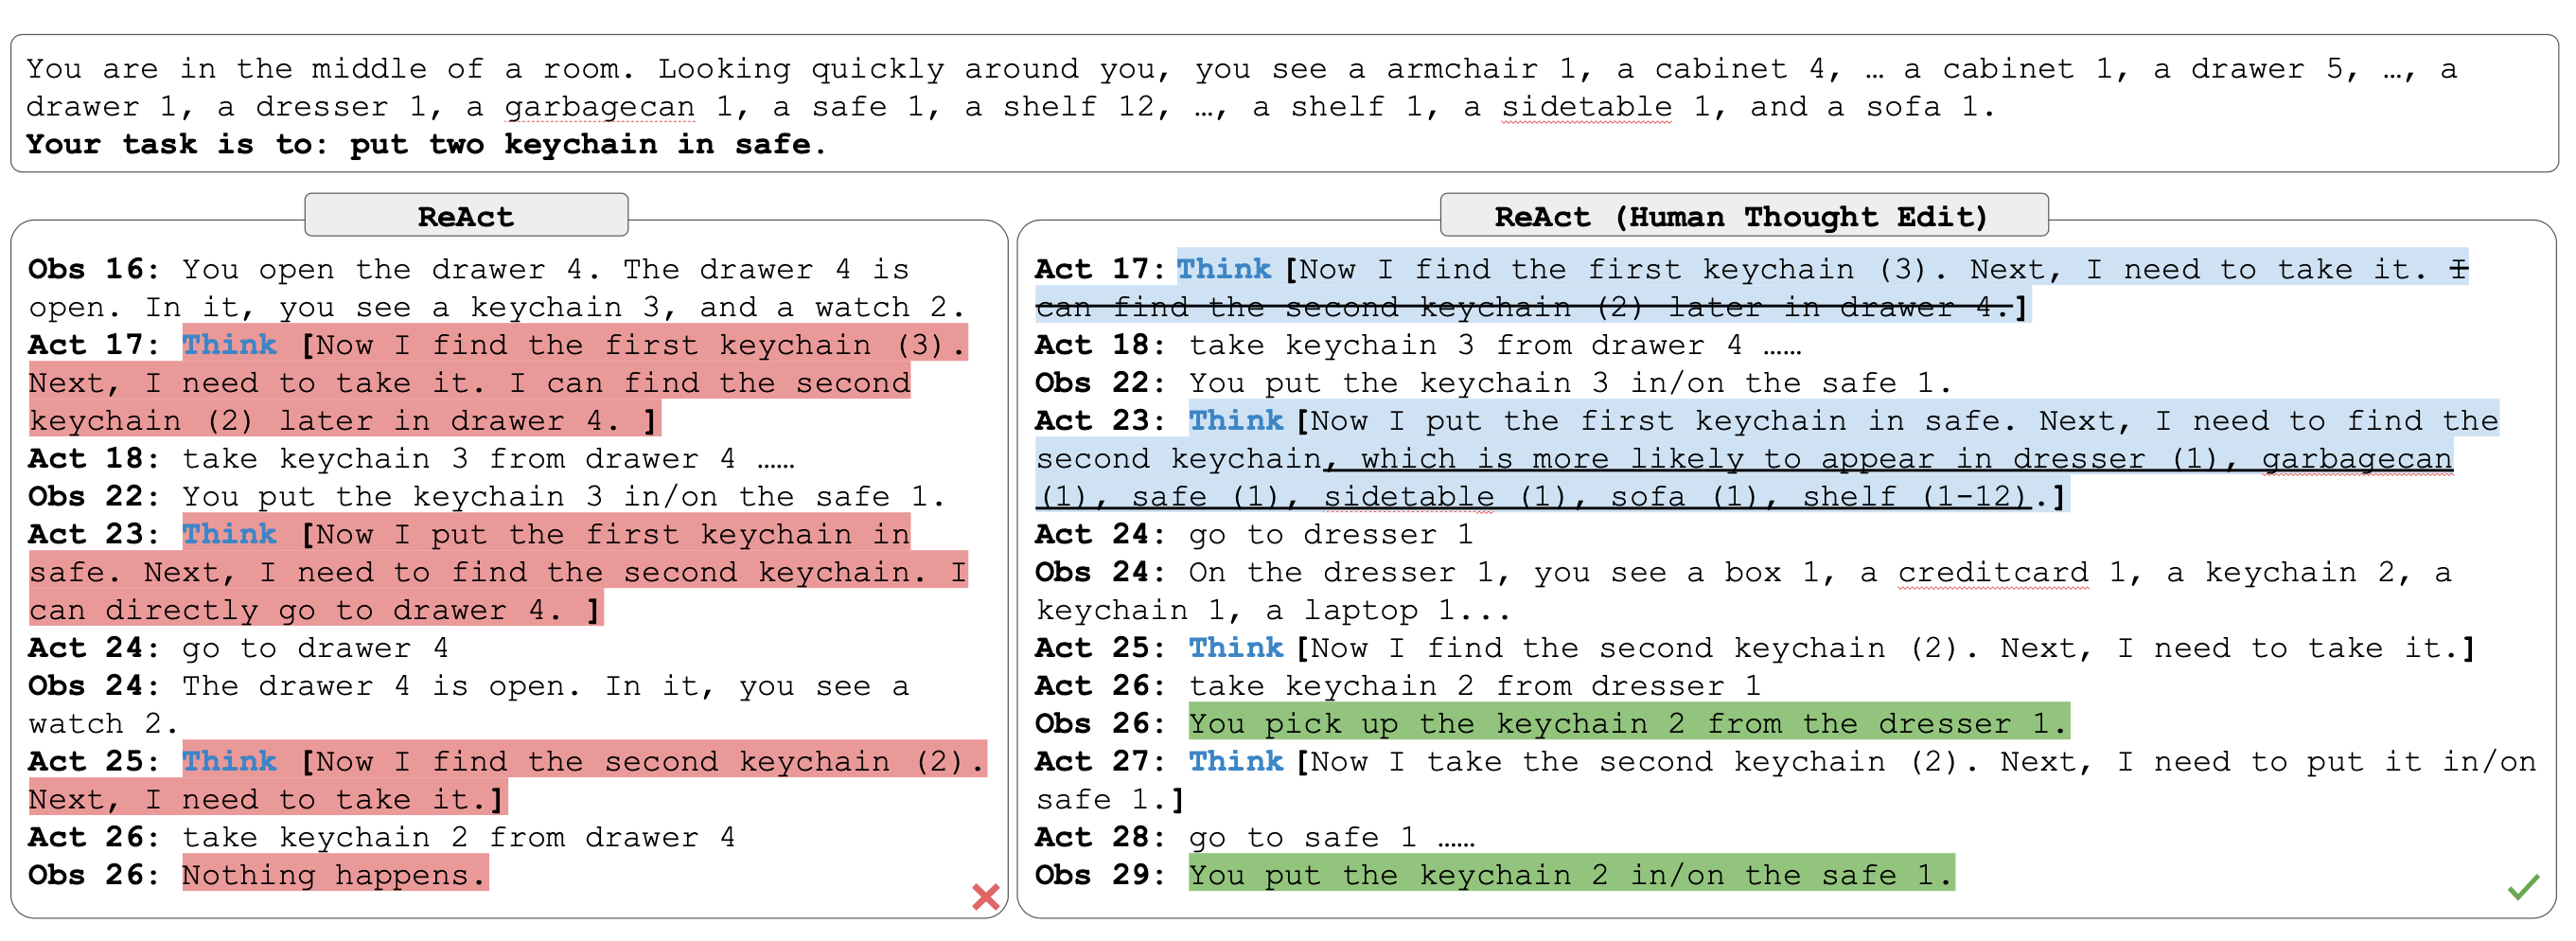 You are in the middle of a room. Looking quickly around you, you see a armchair 1, a cabinet 4, … a cabinet 1, a drawer 5, …, a
drawer 1, a dresser 1, a garbagecan 1, a safe 1, a shelf 12, …, a shelf 1, a sidetable 1, and a sofa 1.
Your task is to: put two keychain in safe.
ReAct
Obs 16: You open the drawer 4. The drawer 4 is
open. In it, you see a keychain 3, and a watch 2.
Act 17: Think [Now I find the first keychain (3).
Next, I need to take it. I can find the second
keychain (2) later in drawer 4. ]
Act 18: take keychain 3 from drawer 4 ……
Obs 22: You put the keychain 3 in/on the safe 1.
Act 23: Think [Now I put the first keychain in
safe. Next, I need to find the second keychain. I
can directly go to drawer 4. ]
Act 24: go to drawer 4
Obs 24: The drawer 4 is open. In it, you see a
watch 2.
Act 25: Think [Now I find the second keychain (2).
Next, I need to take it.]
Act 26: take keychain 2 from drawer 4
Obs 26: Nothing happens.
ReAct (Human Thought Edit)
Act 17: Think [Now I find the first keychain (3). Next, I need to take it. I
can find the second keychain (2) later in drawer 4.]
Act 18: take keychain 3 from drawer 4 ……
Obs 22: You put the keychain 3 in/on the safe 1.
Act 23: Think [Now I put the first keychain in safe. Next, I need to find the
second keychain, which is more likely to appear in dresser (1), garbagecan
(1), safe (1), sidetable (1), sofa (1), shelf (1-12).]
Act 24: go to dresser 1
Obs 24: On the dresser 1, you see a box 1, a creditcard 1, a keychain 2, a
keychain 1, a laptop 1...
Act 25: Think [Now I find the second keychain (2). Next, I need to take it.]
Act 26: take keychain 2 from dresser 1
Obs 26: You pick up the keychain 2 from the dresser 1.
Act 27: Think [Now I take the second keychain (2). Next, I need to put it in/on
safe 1.]
Act 28: go to safe 1 ……
Obs 29: You put the keychain 2 in/on the safe 1.